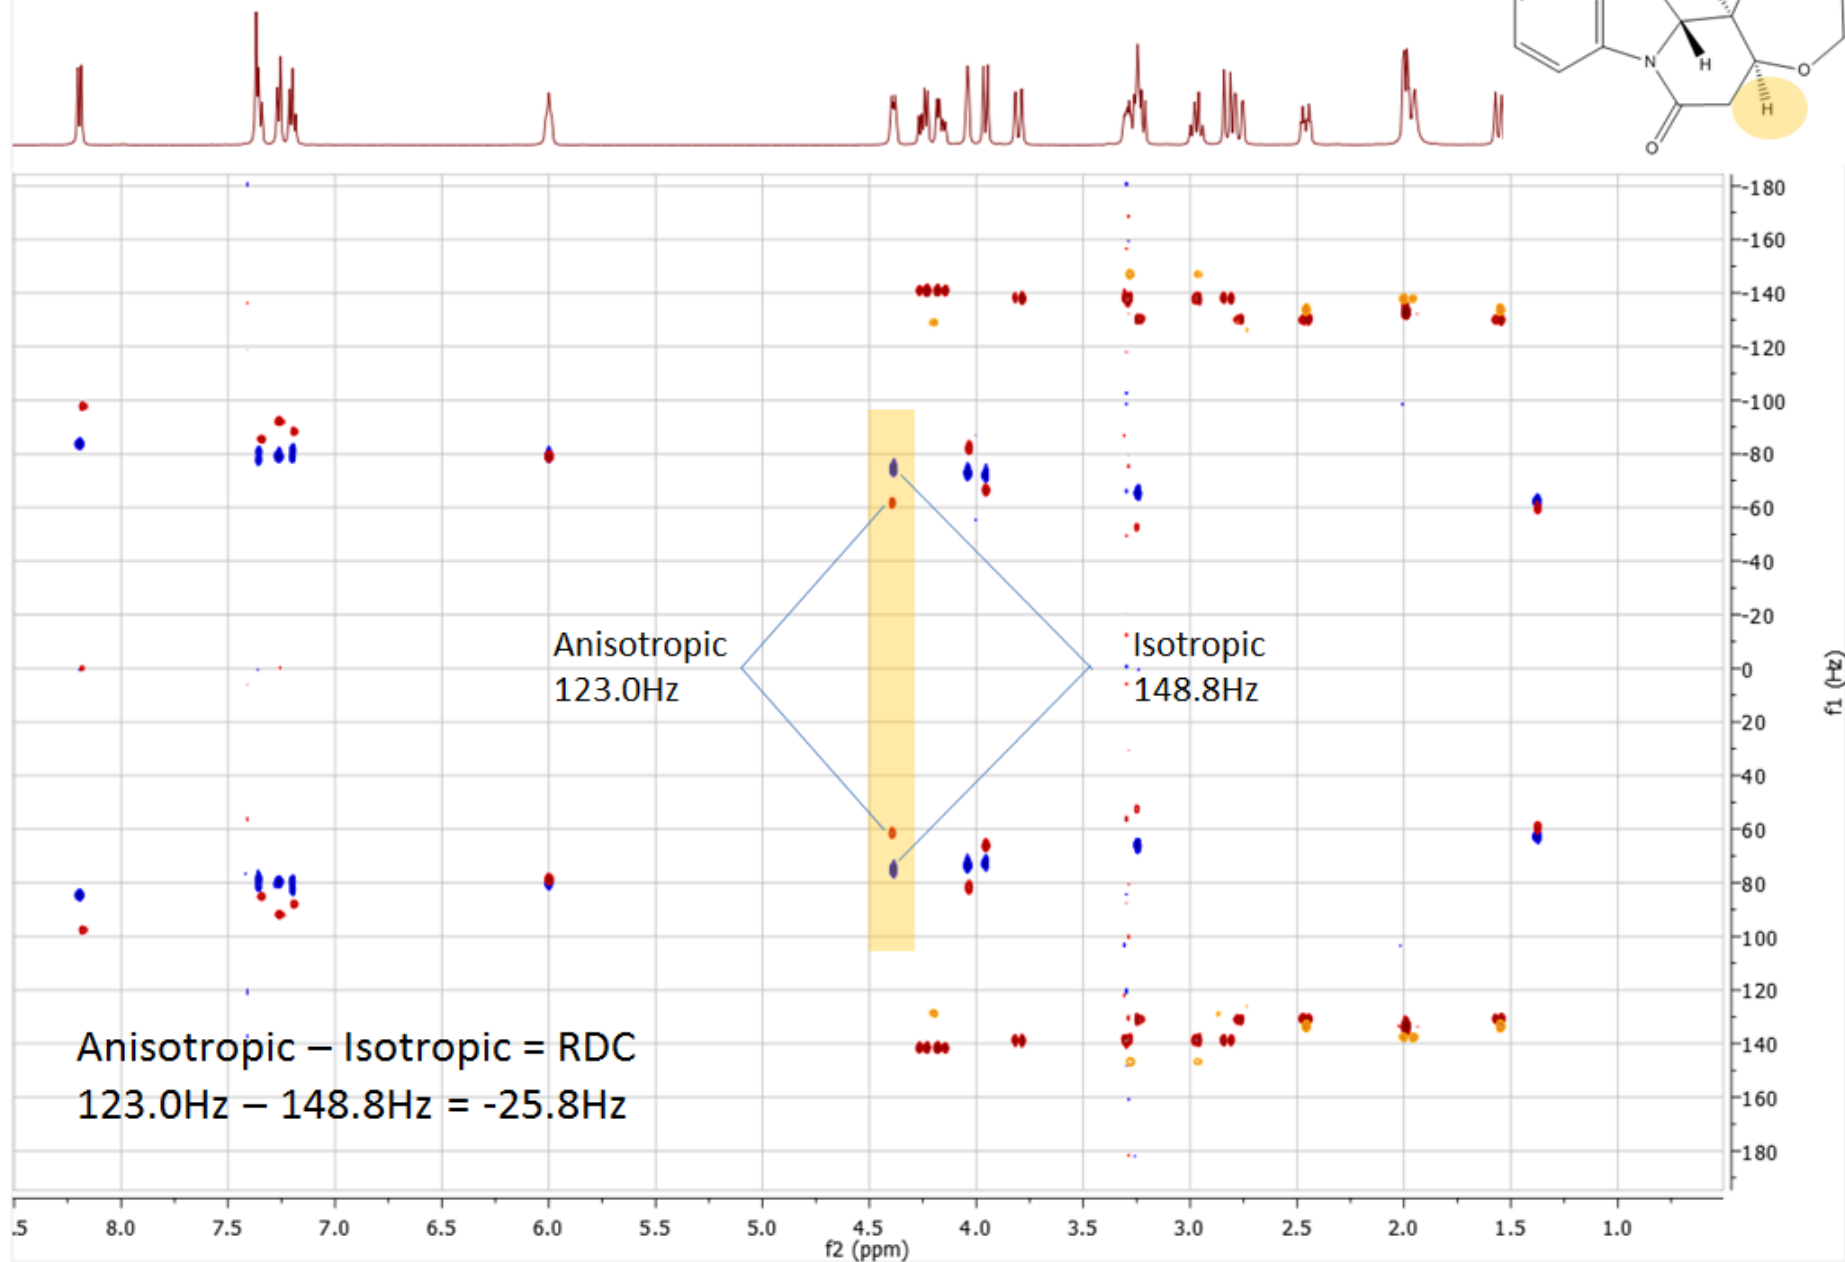 N
H
O
H
O
-180
-160
-140
-120
-100
-80
-60
-40
-20
0
20
40
60
80
100
120
140
160
180
f1 (Hz)
Anisotropic
123.0Hz
Isotropic
148.8Hz
Anisotropic – Isotropic = RDC
123.0Hz – 148.8Hz = -25.8Hz
.5 8.0 7.5 7.0 6.5 6.0 5.5 5.0 4.5 4.0 3.5 3.0 2.5 2.0 1.5 1.0
f2 (ppm)